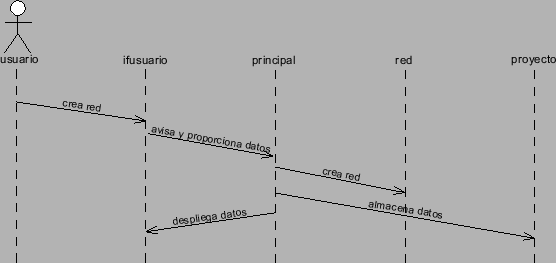 usuario
ifusuario
principal
red
proyecto
crea red
avisa y proporciona datos
crea red
almacena datos
despliega datos